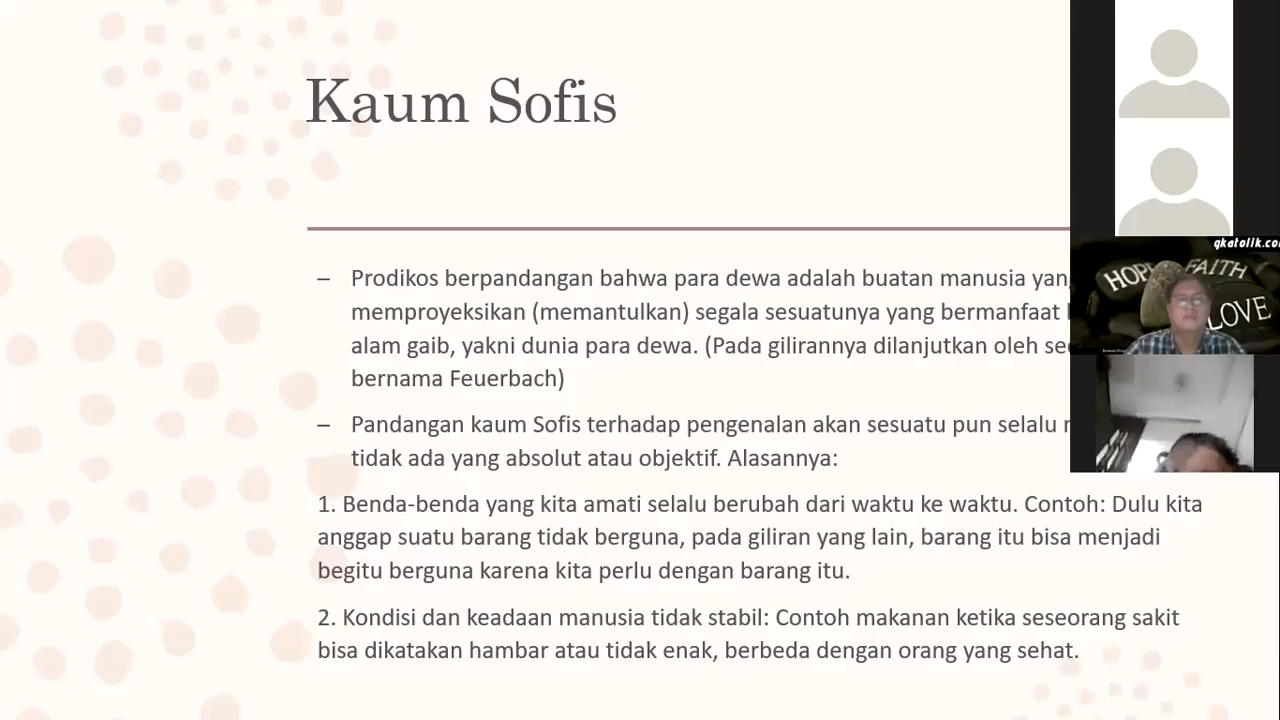 Kaum Sofis
– Prodikos berpandangan bahwa para dewa adalah buatan manusia
memproyeksikan (memantulkan) segala sesuatunya yang bermanfaat
alam gaib, yakni dunia para dewa. (Pada gilirannya dilanjutkan oleh
bernama Feuerbach)
– Pandangan kaum Sofis terhadap pengenalan akan sesuatu pun selalu
tidak ada yang absolut atau objektif. Alasannya:
1. Benda-benda yang kita amati selalu berubah dari waktu ke waktu. Contoh: Dulu kita
anggap suatu barang tidak berguna, pada giliran yang lain, barang itu bisa menjadi
begitu berguna karena kita perlu dengan barang itu.
2. Kondisi dan keadaan manusia tidak stabil: Contoh makanan ketika seseorang sakit
bisa dikatakan hambar atau tidak enak, berbeda dengan orang yang sehat.
FAITH
LOVE